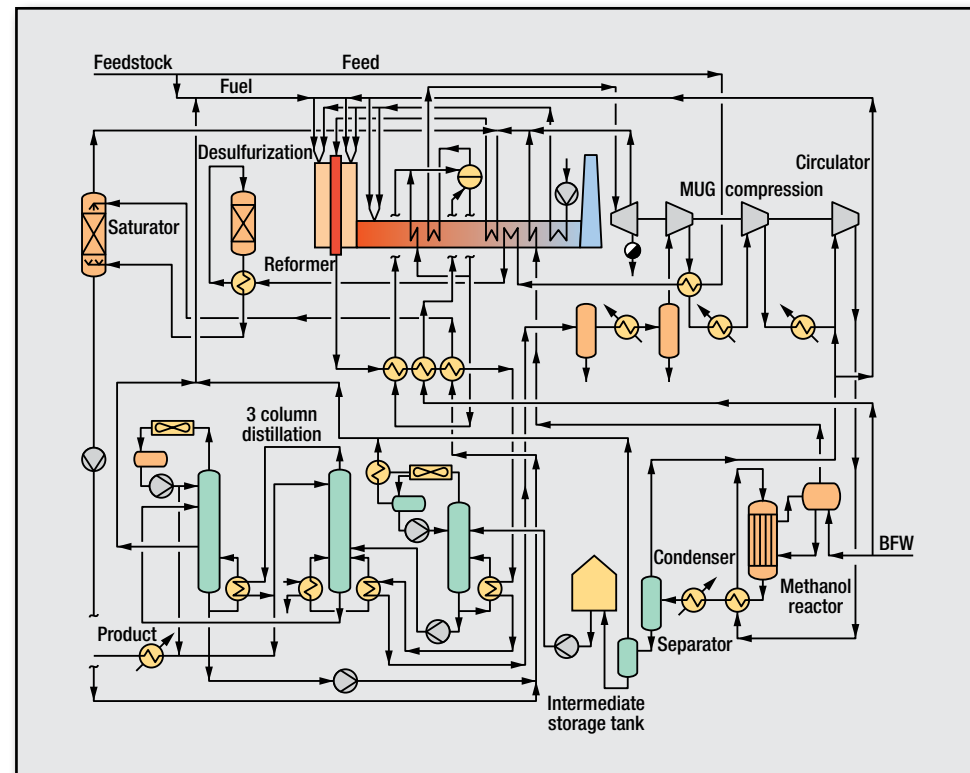 Feedstock
Feed
Fuel
Desulfurization
Circulator
MUG compression
Saturator
Reformer
3 column
distillation
BFW
Condenser
Methanol
reactor
Product
Separator
Intermediate
storage tank